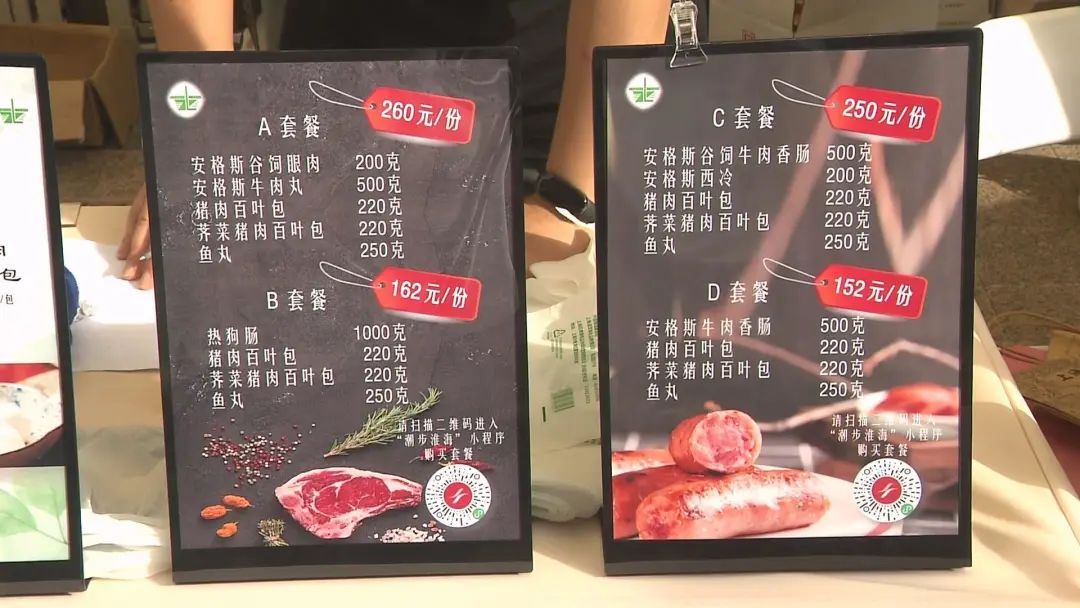 肉
包
/包
260元/份
A套餐
安格斯谷饲眼肉 200克
安格斯牛肉丸 500克
猪肉百叶包 220克
荠菜猪肉百叶包 220克
鱼丸 250克
162元/份
B套餐
热狗肠 1000克
猪肉百叶包 220克
荠菜猪肉百叶包 220克
鱼丸 250克
请扫描二维码进入
“潮步淮海”小程序
购买套餐
250元/份
C套餐
安格斯谷饲牛肉香肠 500克
安格斯西冷 200克
猪肉百叶包 220克
荠菜猪肉百叶包 220克
鱼丸 250克
152元/份
D套餐
安格斯牛肉香肠 500克
猪肉百叶包 220克
荠菜猪肉百叶包 220克
鱼丸 250克
请扫描二维码进入
“潮步淮海”小程序
购买套餐